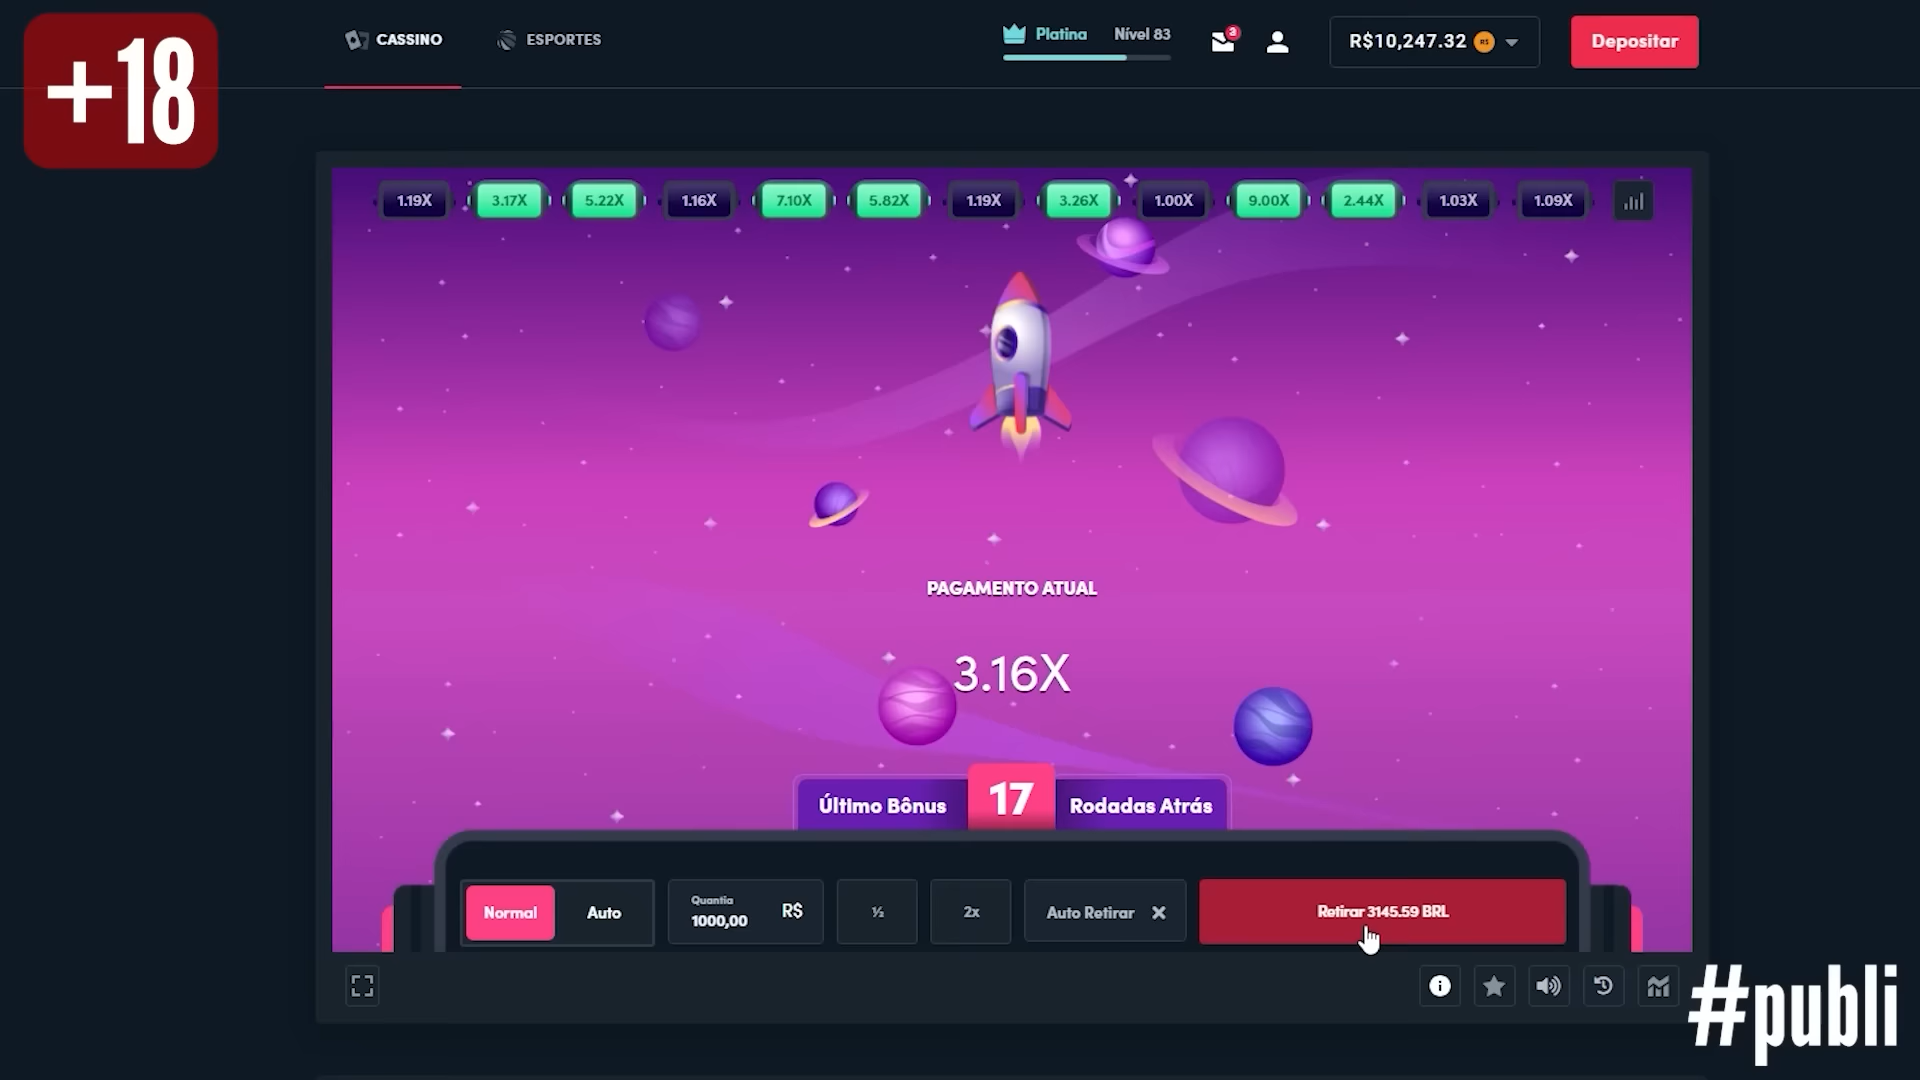 +18
CASSINO
ESPORTES
Platina
Nível 83
R$10,247.32
Depositar
1.19X
3.17X
5.22X
1.16X
7.10X
5.82X
1.19X
3.26X
1.00X
9.00X
2.44X
1.03X
1.09X
PAGAMENTO ATUAL
3.16X
Último Bônus
17
Rodadas Atrás
Normal
Auto
Quantia
1000,00
R$
½
2x
Auto Retirar
Retirar 3145.59 BRL
#publi